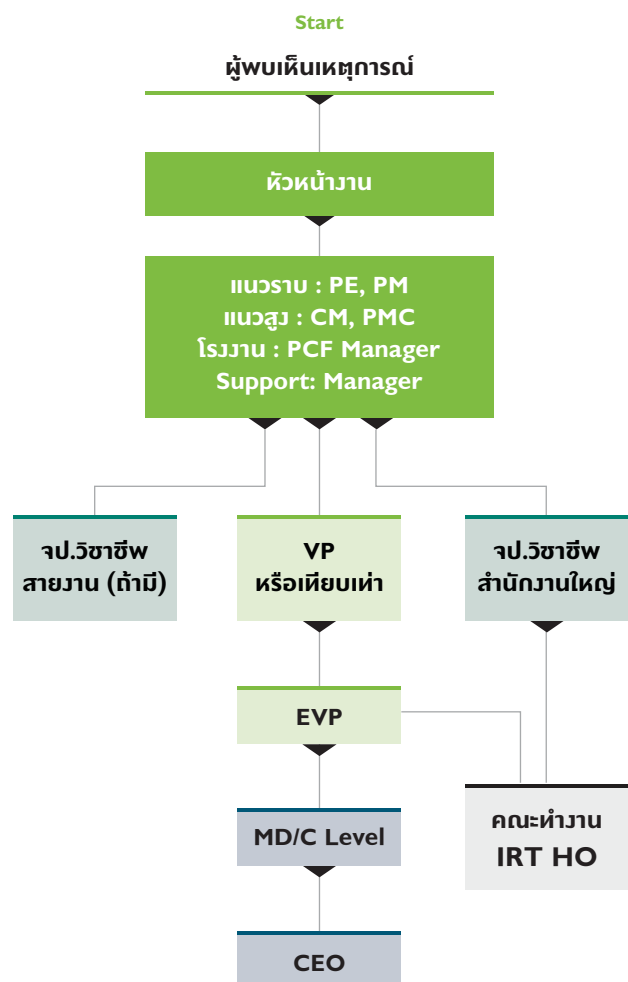 Start
ผู้พบเห็นเหตุการณ์
หัวหน้างาน
แนวราบ : PE, PM
แนวสูง : CM, PMC
โรงงาน : PCF Manager
Support: Manager
จป.วิชาชีพ
สายงาน (ถ้ามี)
VP
หรือเทียบเท่า
จป.วิชาชีพ
สำนักงานใหญ่
EVP
MD/C Level
คณะทำงาน
IRT HO
CEO